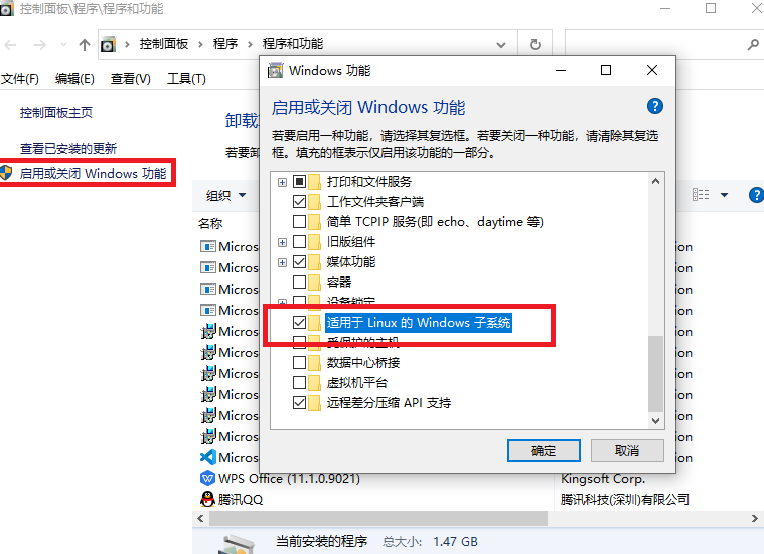 控制面板\程序\程序和功能
控制面板 › 程序 › 程序和功能
文件(F) 编辑(E) 查看(V) 工具(T)
控制面板主页
查看已安装的更新
启用或关闭 Windows 功能
卸载
若要卸
组织
名称
Micros
Micros
Micros
Micros
Micros
Micros
Micros
Micros
Micros
Micros
Micros
WPS Office (11.1.0.9021)
Kingsoft Corp.
腾讯QQ
腾讯科技(深圳)有限公司
当前安装的程序 总大小: 1.47 GB
Windows 功能
启用或关闭 Windows 功能
若要启用一种功能，请选择其复选框。若要关闭一种功能，请清除其复选
框。填充的框表示仅启用该功能的一部分。
打印和文件服务
工作文件夹客户端
简单 TCPIP 服务(即 echo、daytime 等)
旧版组件
媒体功能
容器
设备锁定
适用于 Linux 的 Windows 子系统
受保护的主机
数据中心桥接
虚拟机平台
远程差分压缩 API 支持
确定 取消